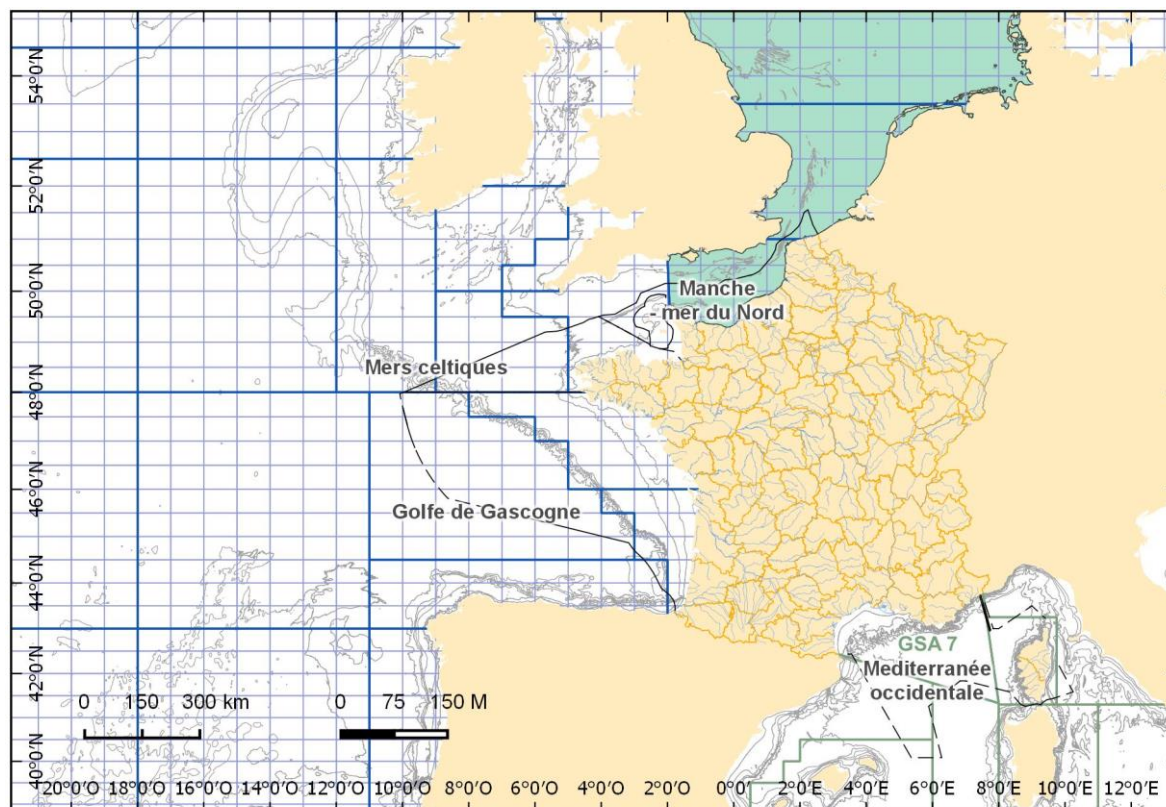 54°0'N
52°0'N
50°0'N
48°0'N
46°0'N
44°0'N
42°0'N
40°0'N
Manche
- mer du Nord
Mers celtiques
Golfe de Gascogne
GSA 7
Mediterranée
occidentale
0 150 300 km
0 75 150 M
20°0'O 18°0'O 16°0'O 14°0'O 12°0'O 10°0'O 8°0'O 6°0'O 4°0'O 2°0'O 0°0' 2°0'E 4°0'E 6°0'E 8°0'E 10°0'E 12°0'E